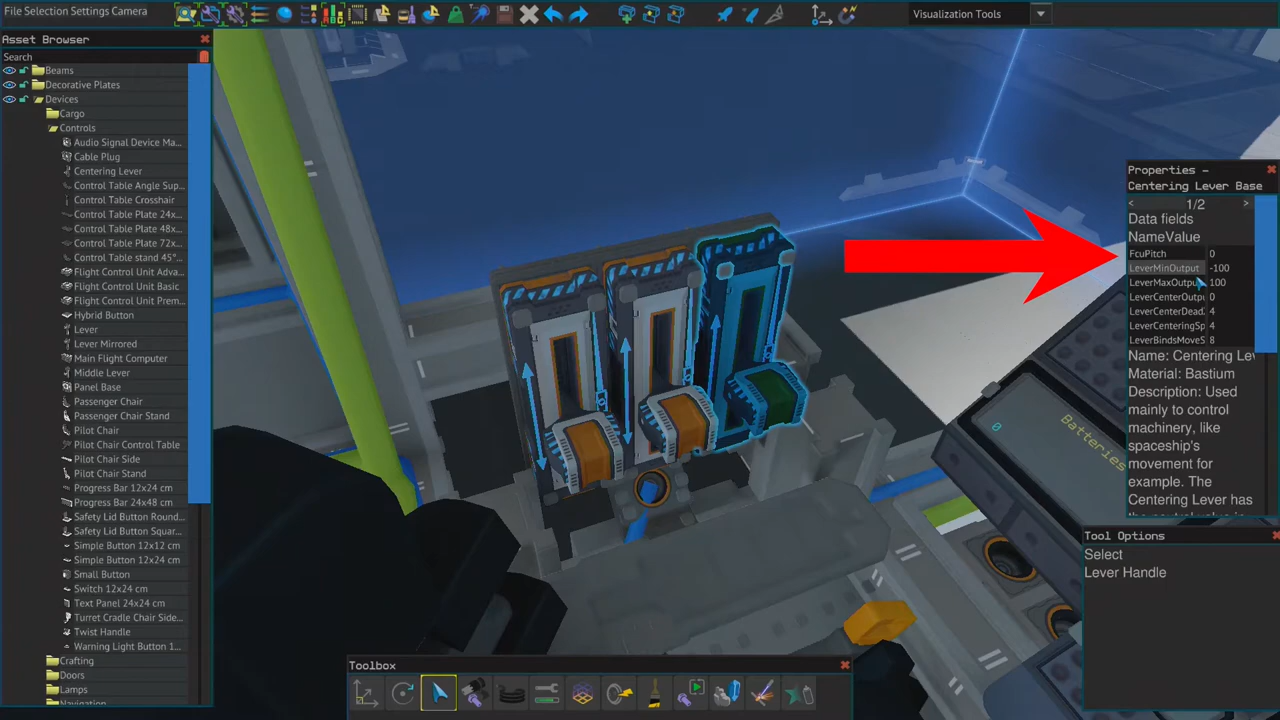 File Selection Settings Camera
Visualization Tools
Asset Browser
Search
Beams
Decorative Plates
Devices
Cargo
Controls
Audio Signal Device Ma...
Cable Plug
Centering Lever
Control Table Angle Sup...
Control Table Crosshair
Control Table Plate 24x...
Control Table Plate 48x...
Control Table Plate 72x...
Control Table stand 45°...
Flight Control Unit Adva...
Flight Control Unit Basic
Flight Control Unit Prem...
Hybrid Button
Lever
Lever Mirrored
Main Flight Computer
Middle Lever
Panel Base
Passenger Chair
Passenger Chair Stand
Pilot Chair
Pilot Chair Control Table
Pilot Chair Side
Pilot Chair Stand
Progress Bar 12x24 cm
Progress Bar 24x48 cm
Safety Lid Button Round...
Safety Lid Button Squar...
Simple Button 12x12 cm
Simple Button 12x24 cm
Small Button
Switch 12x24 cm
Text Panel 24x24 cm
Turret Cradle Chair Side...
Twist Handle
Warning Light Button 1...
Crafting
Doors
Lamps
Batteries
0
Properties –
Centering Lever Base
< 1/2 >
Data fields
NameValue
FcuPitch 0
LeverMinOutput -100
LeverMaxOutpu 100
LeverCenterOutpu 0
LeverCenterDead. 4
LeverCenteringSp 4
LeverBindsMoveS 8
Name: Centering Lev
Material: Bastium
Description: Used
mainly to control
machinery, like
spaceship's
movement for
example. The
Centering Lever has
Tool Options
Select
Lever Handle
Toolbox